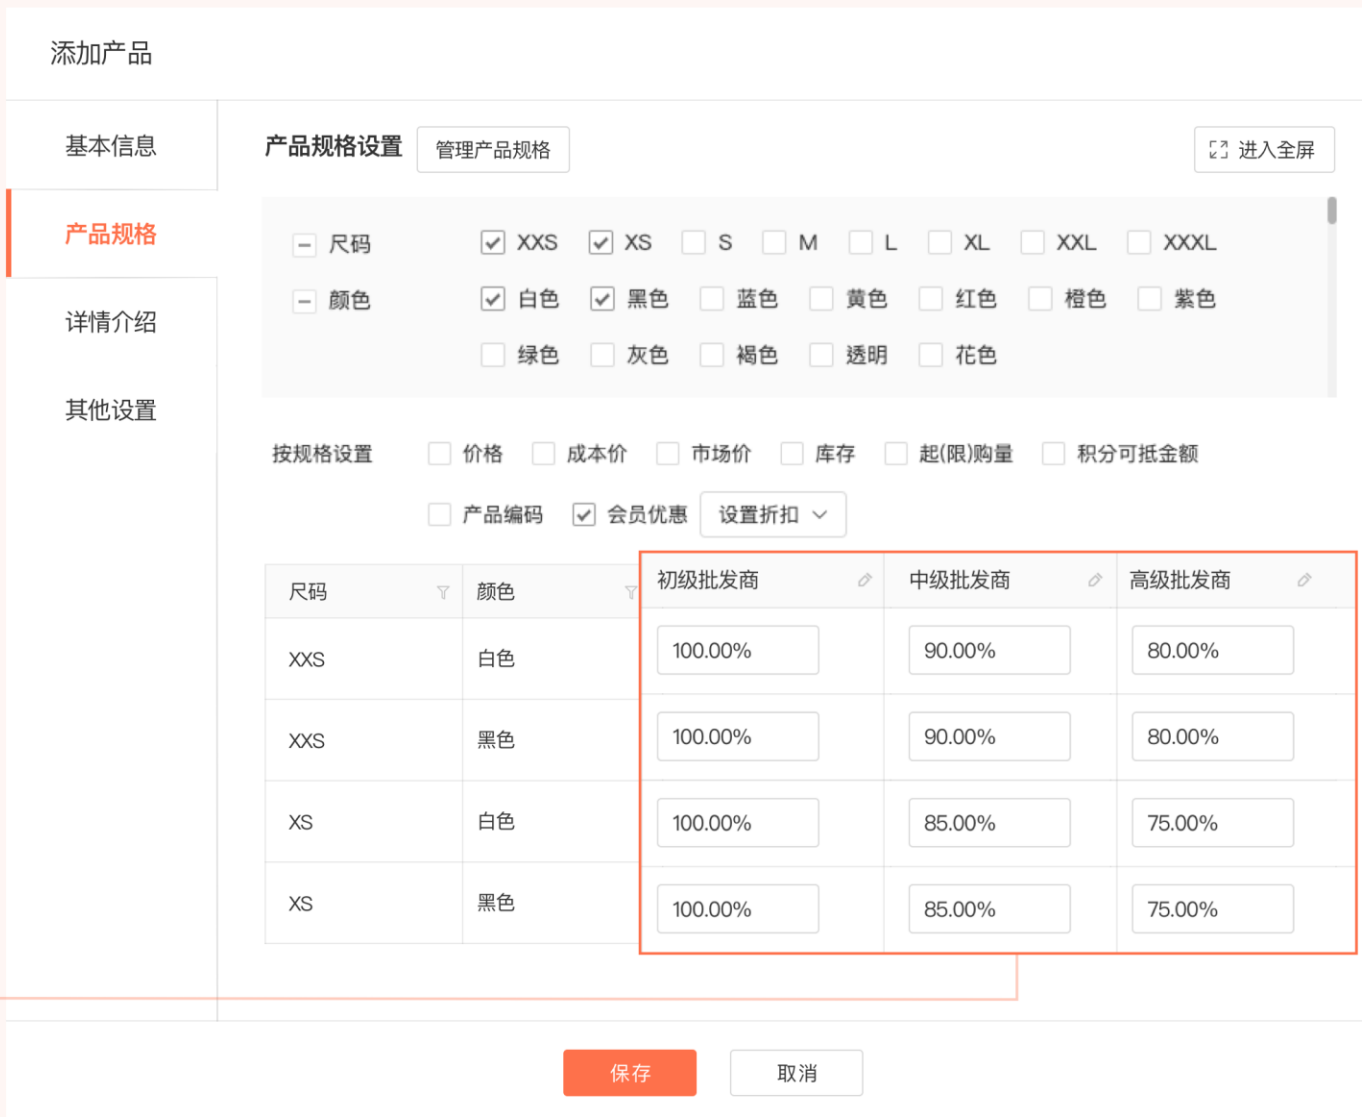 添加产品
基本信息
产品规格
详情介绍
其他设置
产品规格设置 管理产品规格 进入全屏
尺码 XXS XS S M L XL XXL XXXL
颜色 白色 黑色 蓝色 黄色 红色 橙色 紫色
绿色 灰色 褐色 透明 花色
按规格设置 价格 成本价 市场价 库存 起(限)购量 积分可抵金额
产品编码 会员优惠 设置折扣
尺码 颜色 初级批发商 中级批发商 高级批发商
XXS 白色 100.00% 90.00% 80.00%
XXS 黑色 100.00% 90.00% 80.00%
XS 白色 100.00% 85.00% 75.00%
XS 黑色 100.00% 85.00% 75.00%
保存 取消